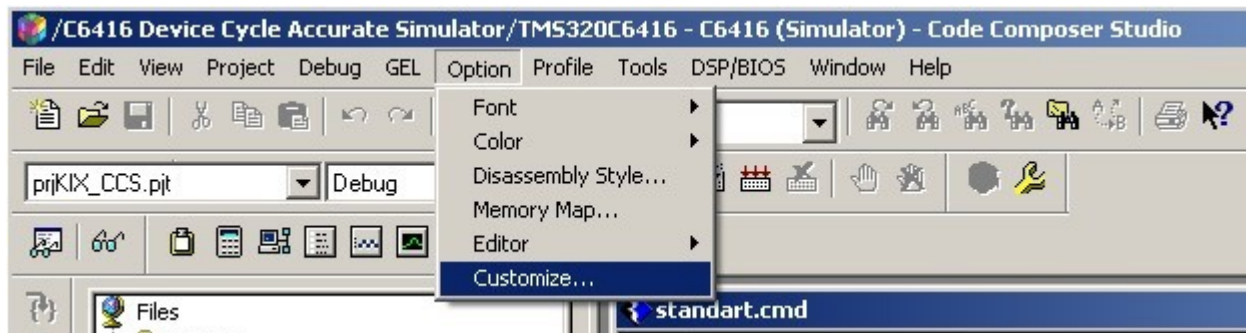 /C6416 Device Cycle Accurate Simulator/TMS320C6416 - C6416 (Simulator) - Code Composer Studio
File Edit View Project Debug GEL Option Profile Tools DSP/BIOS Window Help
Font
Color
prjKIX_CCS.pjt Debug
Disassembly Style...
Memory Map...
Editor
Customize...
Files
standart.cmd